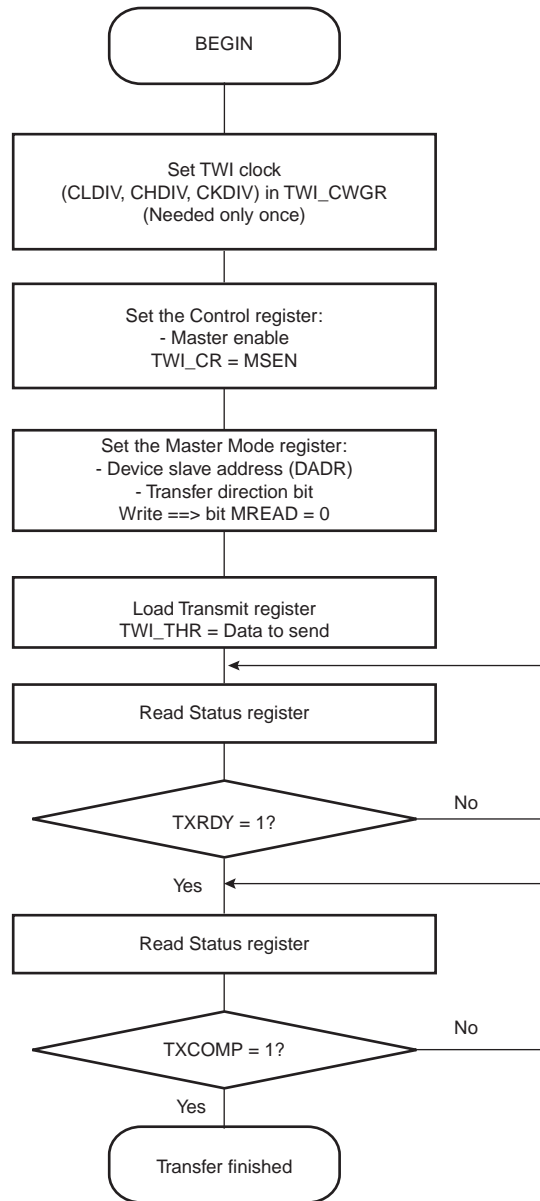 BEGIN
Set TWI clock
(CLDIV, CHDIV, CKDIV) in TWI_CWGR
(Needed only once)
Set the Control register:
- Master enable
TWI_CR = MSEN
Set the Master Mode register:
- Device slave address (DADR)
- Transfer direction bit
Write ==> bit MREAD = 0
Load Transmit register
TWI_THR = Data to send
Read Status register
TXRDY = 1?
No
Yes
Read Status register
TXCOMP = 1?
No
Yes
Transfer finished